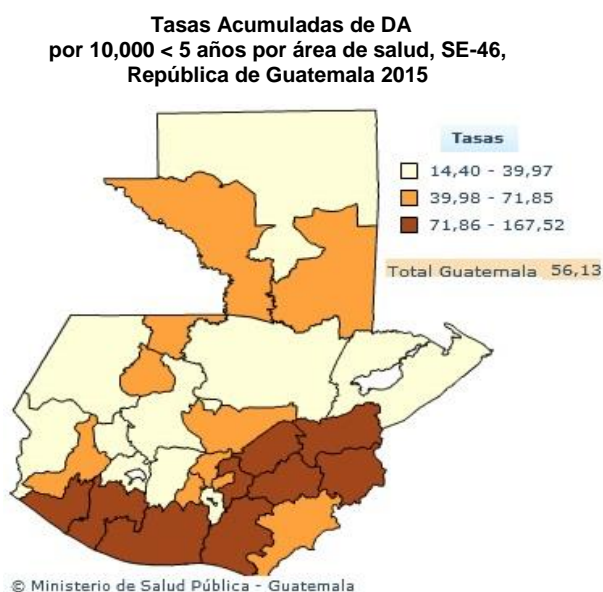 Tasas Acumuladas de DA
por 10,000 < 5 años por área de salud, SE-46,
República de Guatemala 2015
Tasas
14,40 - 39,97
39,98 - 71,85
71,86 - 167,52
Total Guatemala 56,13
© Ministerio de Salud Pública - Guatemala